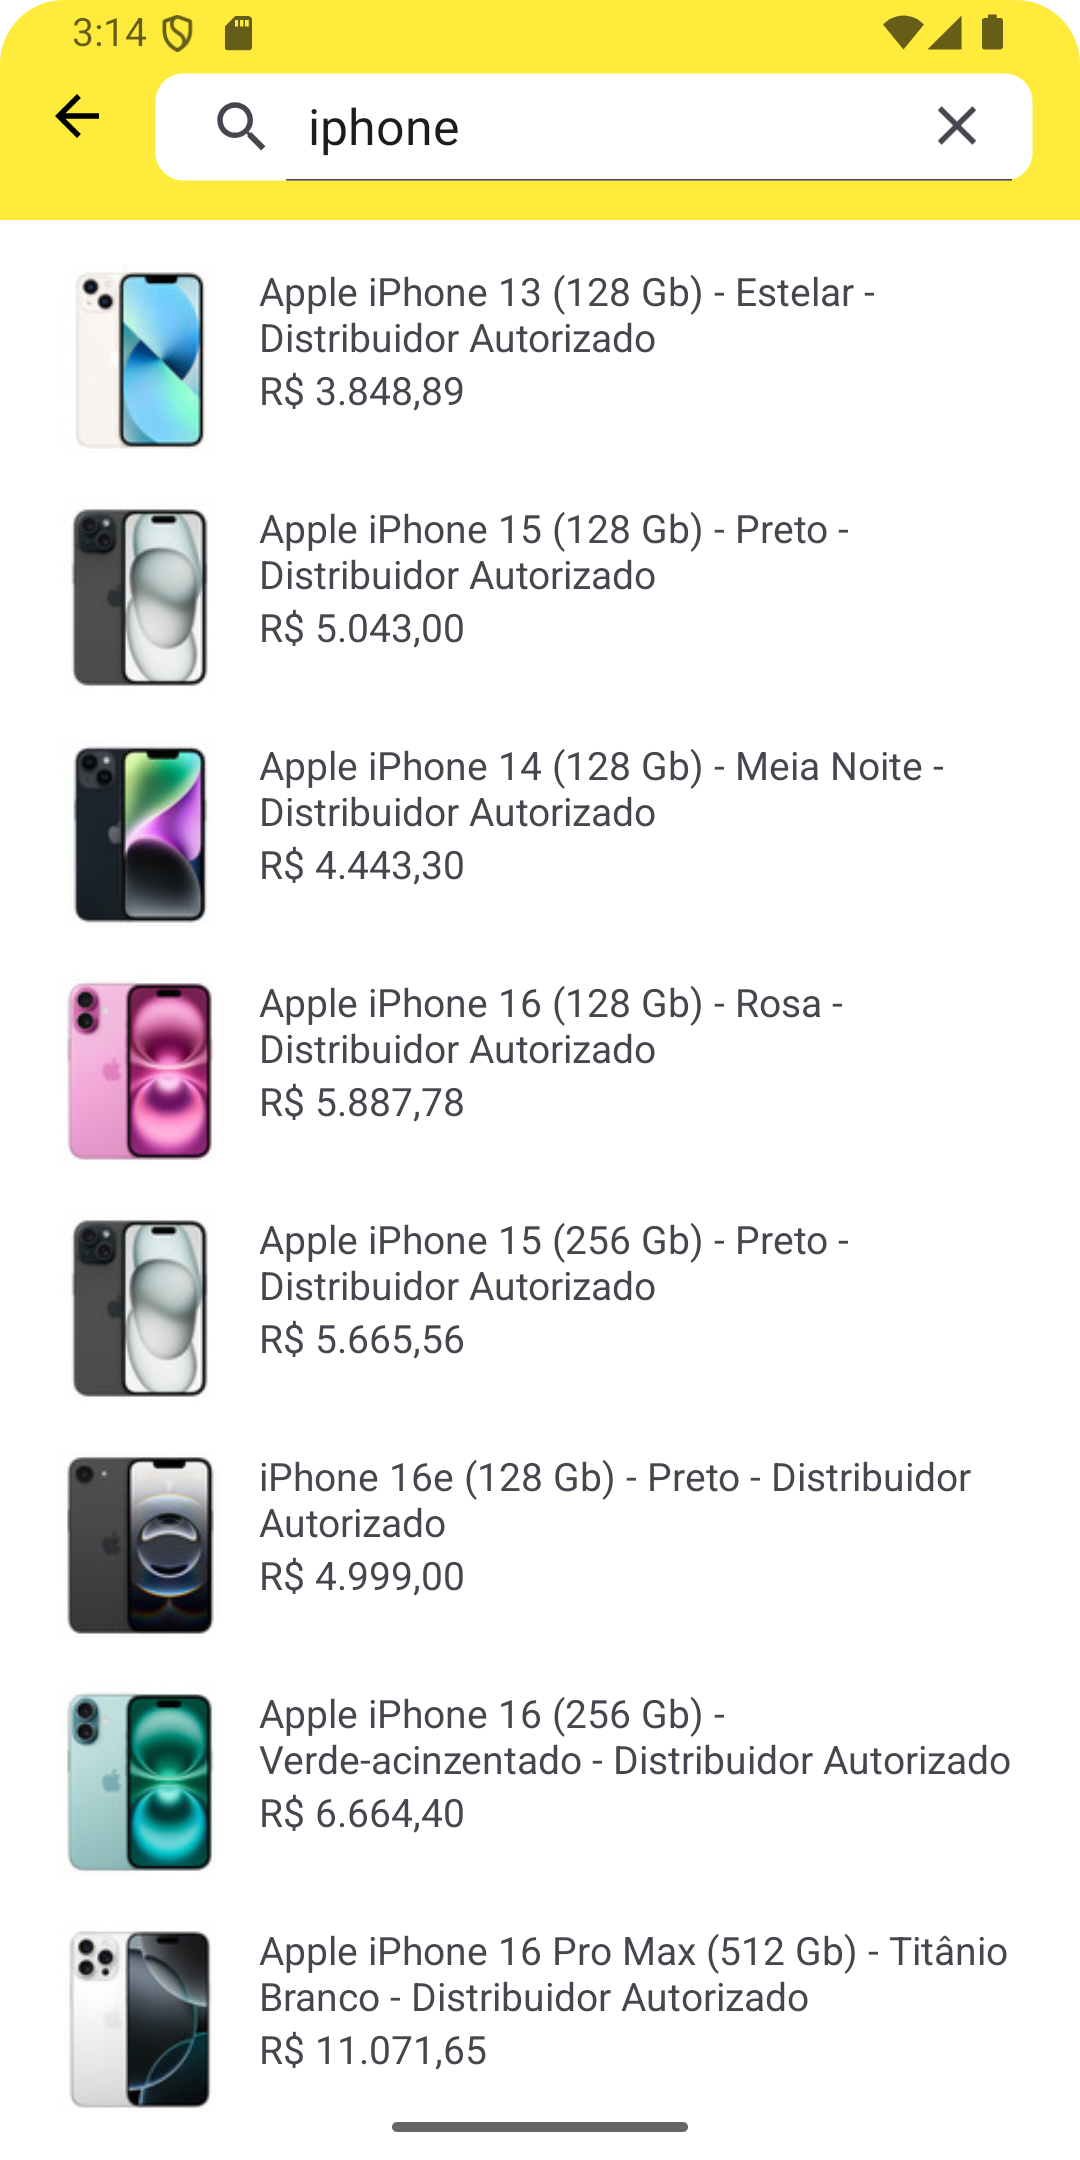 3:14
iphone
Apple iPhone 13 (128 Gb) - Estelar -
Distribuidor Autorizado
R$ 3.848,89
Apple iPhone 15 (128 Gb) - Preto -
Distribuidor Autorizado
R$ 5.043,00
Apple iPhone 14 (128 Gb) - Meia Noite -
Distribuidor Autorizado
R$ 4.443,30
Apple iPhone 16 (128 Gb) - Rosa -
Distribuidor Autorizado
R$ 5.887,78
Apple iPhone 15 (256 Gb) - Preto -
Distribuidor Autorizado
R$ 5.665,56
iPhone 16e (128 Gb) - Preto - Distribuidor
Autorizado
R$ 4.999,00
Apple iPhone 16 (256 Gb) -
Verde-acinzentado - Distribuidor Autorizado
R$ 6.664,40
Apple iPhone 16 Pro Max (512 Gb) - Titânio
Branco - Distribuidor Autorizado
R$ 11.071,65